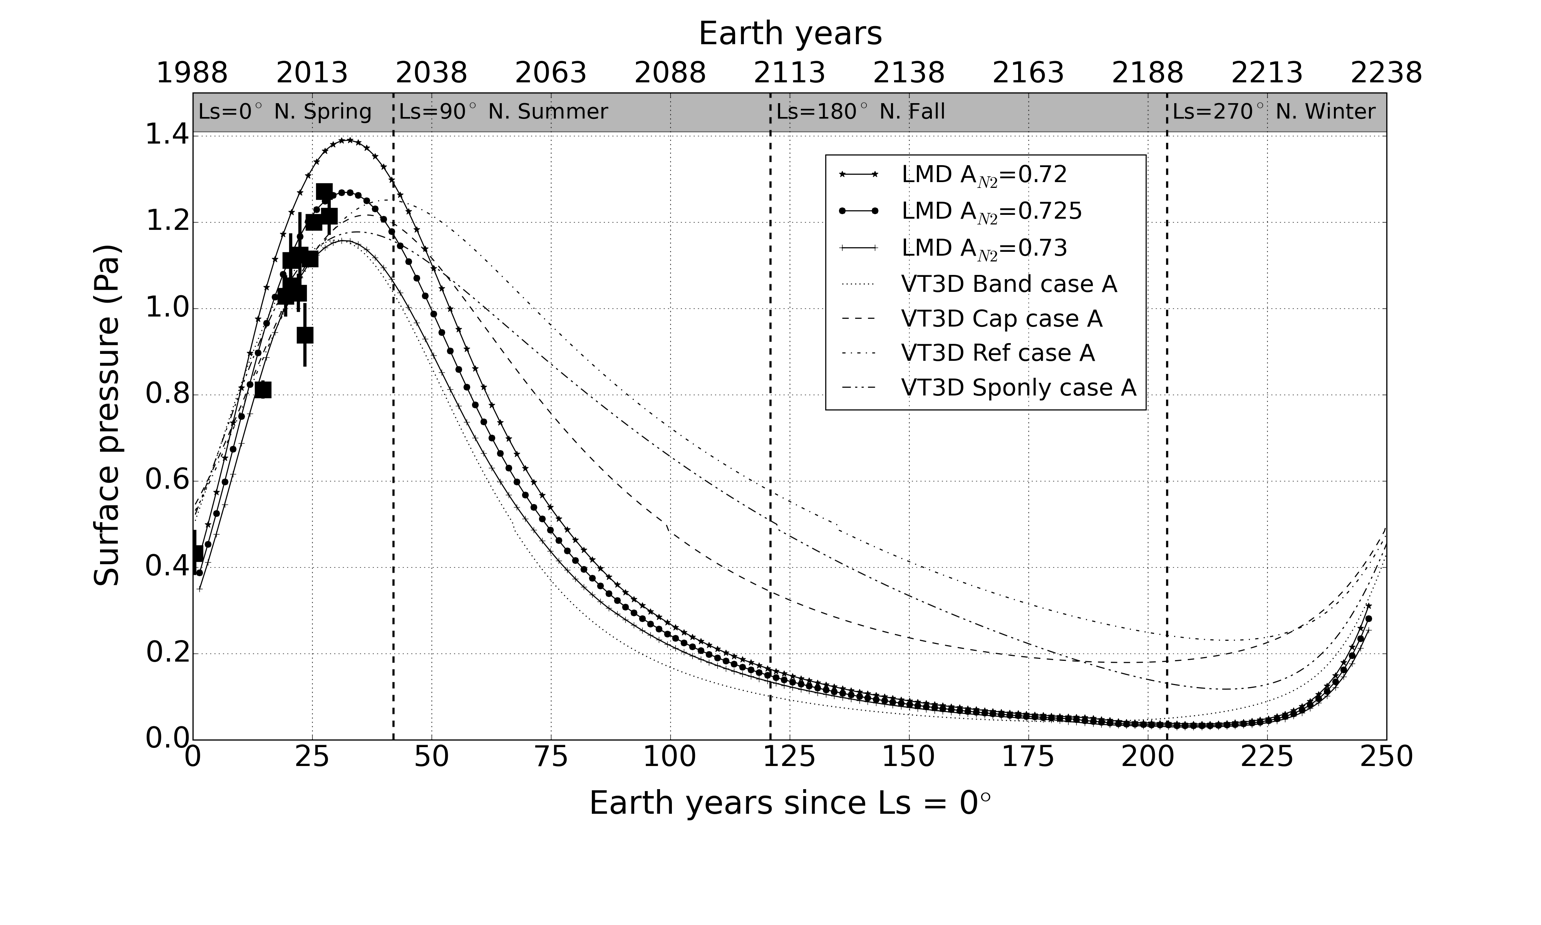 Earth years
1988 2013 2038 2063 2088 2113 2138 2163 2188 2213 2238
Ls=0° N. Spring Ls=90° N. Summer Ls=180° N. Fall Ls=270° N. Winter
1.4
1.2
1.0
0.8
0.6
0.4
0.2
0.0
Surface pressure (Pa)
LMD A_N2=0.72
LMD A_N2=0.725
LMD A_N2=0.73
VT3D Band case A
VT3D Cap case A
VT3D Ref case A
VT3D Sponly case A
0 25 50 75 100 125 150 175 200 225 250
Earth years since Ls = 0°